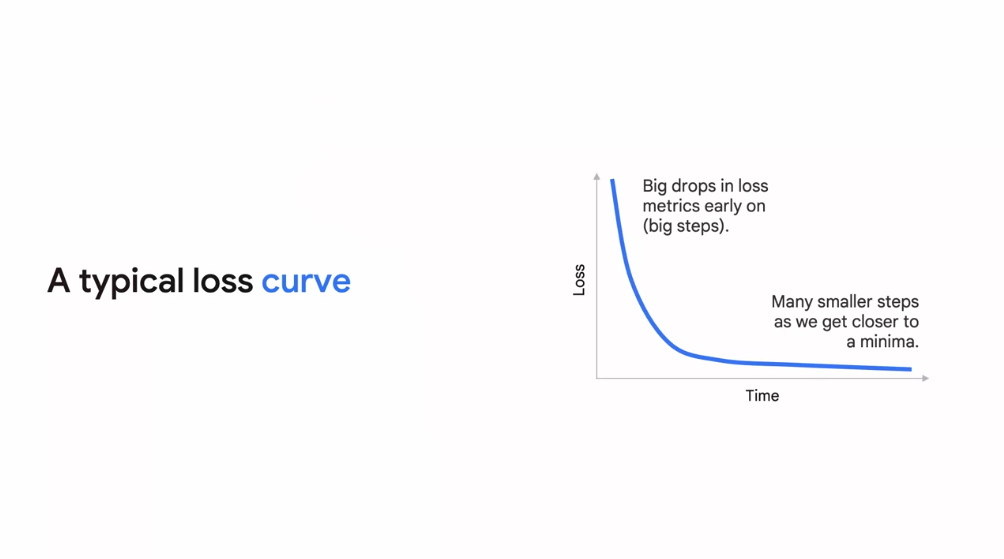 A typical loss curve
Big drops in loss
metrics early on
(big steps).
Loss
Many smaller steps
as we get closer to
a minima.
Time